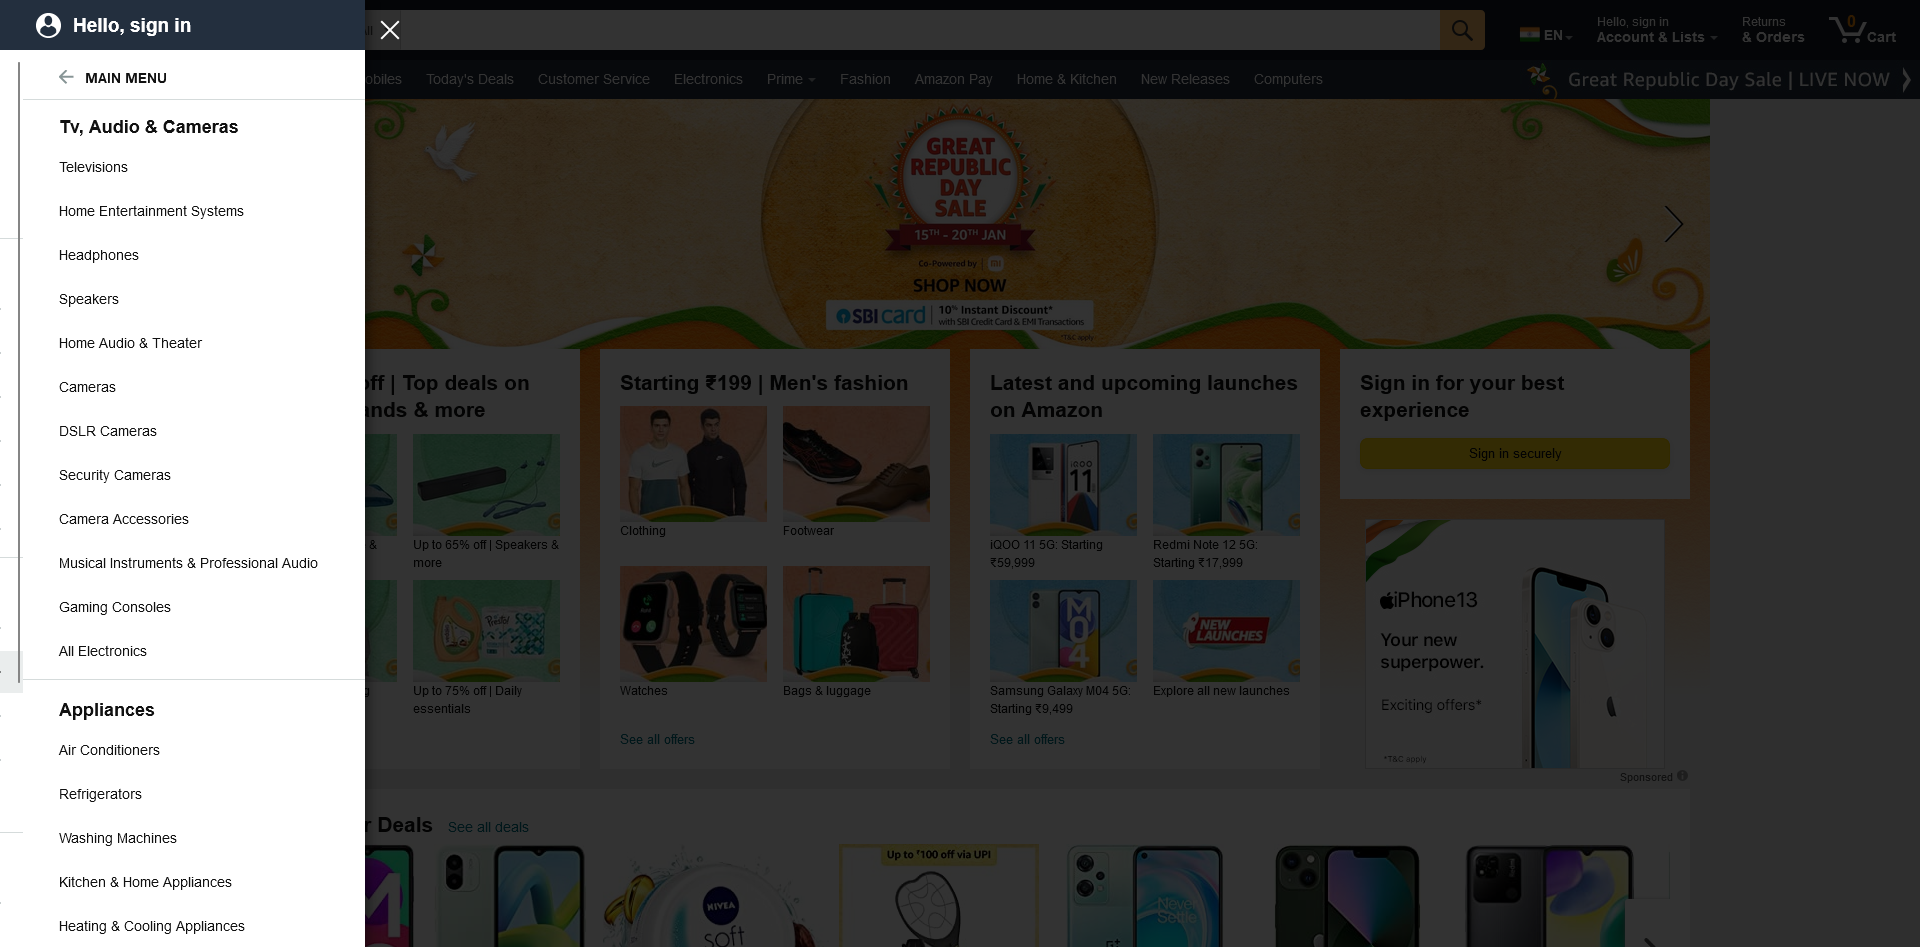 Hello, sign in
MAIN MENU
Tv, Audio & Cameras
Televisions
Home Entertainment Systems
Headphones
Speakers
Home Audio & Theater
Cameras
DSLR Cameras
Security Cameras
Camera Accessories
Musical Instruments & Professional Audio
Gaming Consoles
All Electronics
Appliances
Air Conditioners
Refrigerators
Washing Machines
Kitchen & Home Appliances
Heating & Cooling Appliances
EN
Hello, sign in
Account & Lists
Returns
& Orders
0
Cart
obiles Today's Deals Customer Service Electronics Prime Fashion Amazon Pay Home & Kitchen New Releases Computers
Great Republic Day Sale | LIVE NOW
GREAT
REPUBLIC
DAY
SALE
15TH - 20TH JAN
Co-Powered by mi
SHOP NOW
SBI card 10% Instant Discount*
with SBI Credit Card & EMI Transactions
*T&C apply
off | Top deals on
ands & more
&
Up to 65% off | Speakers &
more
g
Up to 75% off | Daily
essentials
Starting ₹199 | Men's fashion
Clothing
Footwear
Watches
Bags & luggage
See all offers
Latest and upcoming launches
on Amazon
iQOO
11
iQOO 11 5G: Starting
₹59,999
Redmi Note 12 5G:
Starting ₹17,999
M04
NEW
LAUNCHES
Samsung Galaxy M04 5G:
Starting ₹9,499
Explore all new launches
See all offers
Sign in for your best
experience
Sign in securely
iPhone13
Your new
superpower.
Exciting offers*
*T&C apply
Sponsored
r Deals See all deals
Up to ₹100 off via UPI
NIVEA
soft
Never
Settle